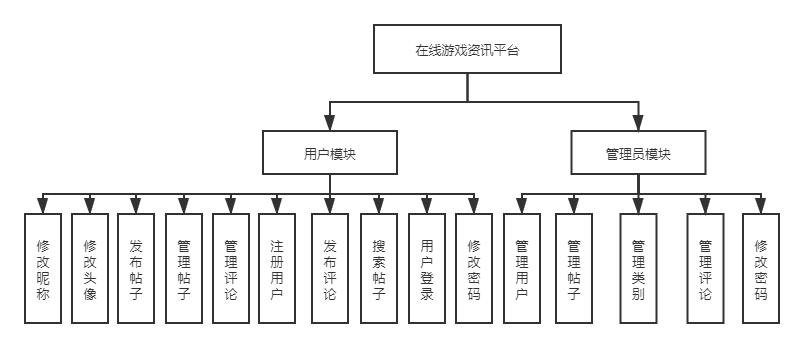 在线游戏资讯平台
用户模块
管理员模块
修改昵称
修改头像
发布帖子
管理帖子
管理评论
注册用户
发布评论
搜索帖子
用户登录
修改密码
管理用户
管理帖子
管理类别
管理评论
修改密码